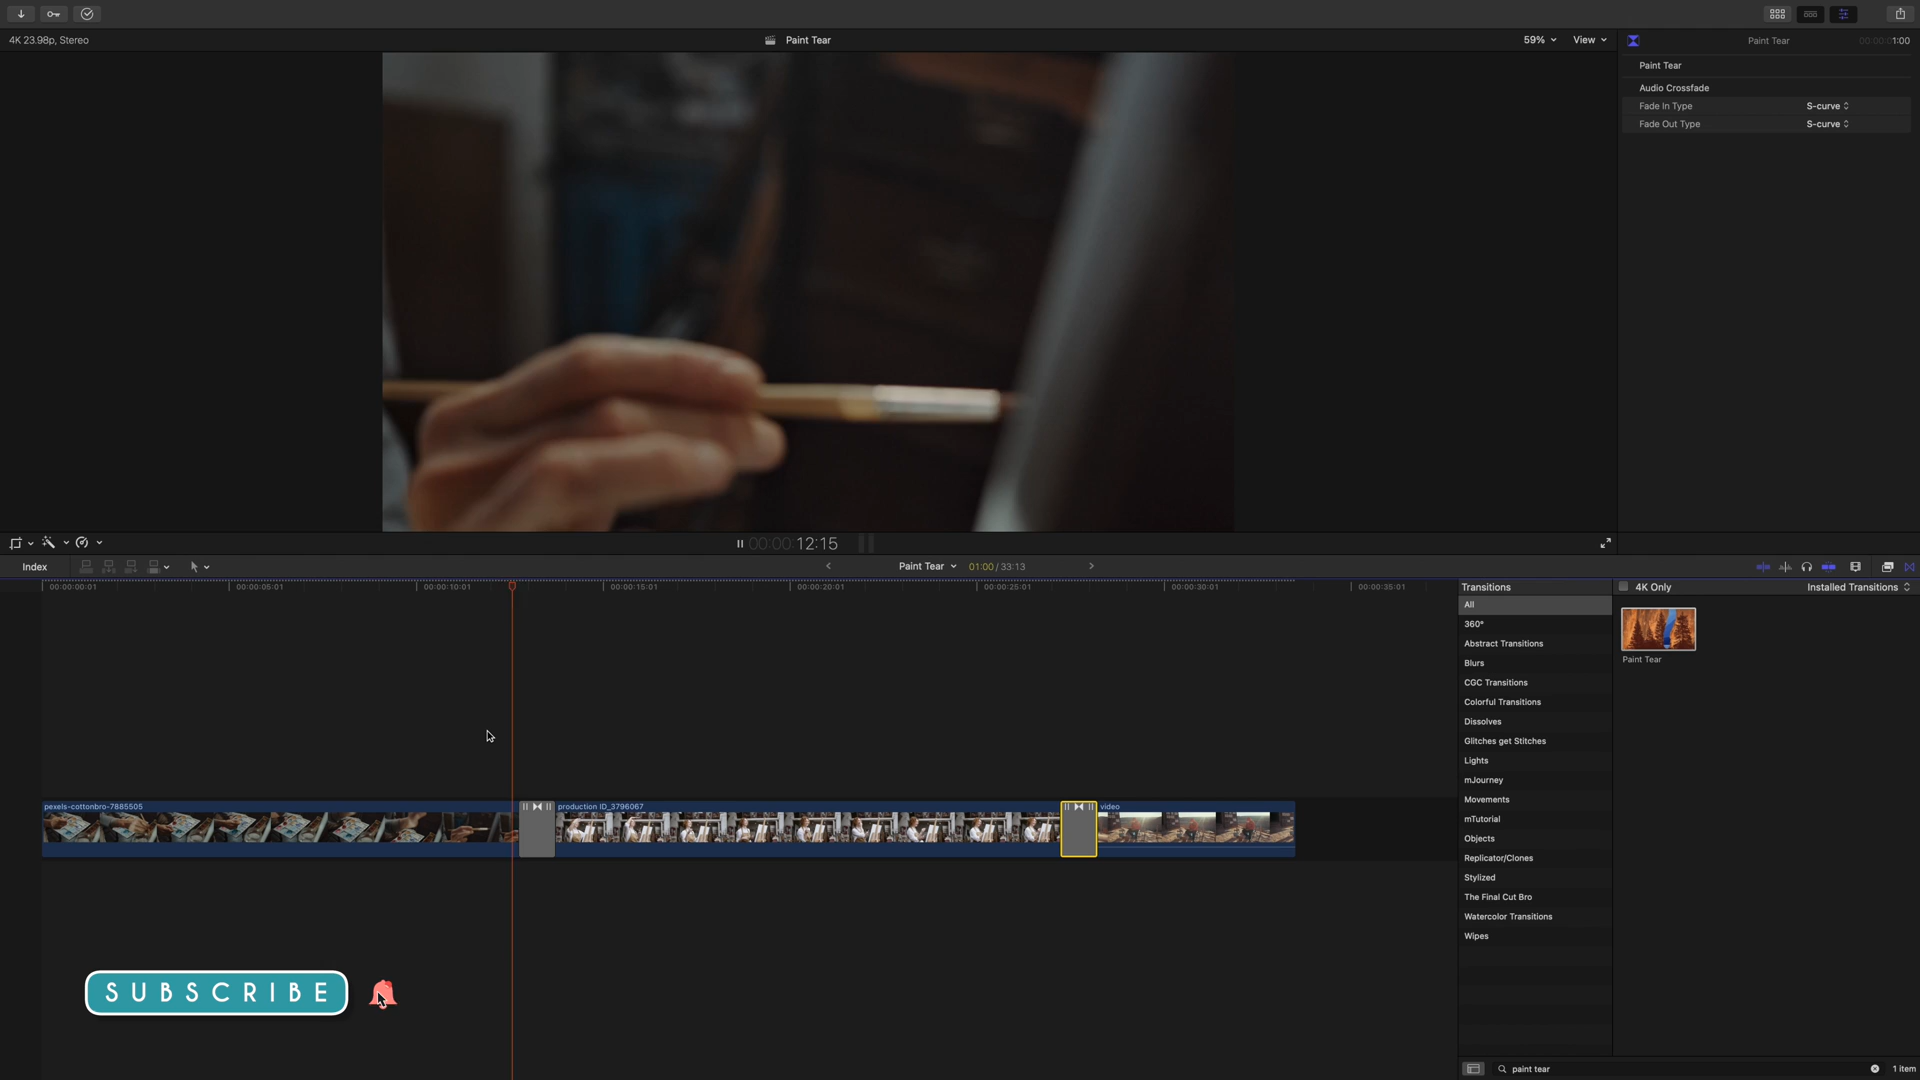 4K 23.98p, Stereo
Paint Tear
59%
View
Paint Tear
00:00:01:00
Paint Tear
Audio Crossfade
Fade In Type
S-curve
Fade Out Type
S-curve
00:00:12:15
Index
Paint Tear
01:00 / 33:13
00:00:00:01
00:00:05:01
00:00:10:01
00:00:15:01
00:00:20:01
00:00:25:01
00:00:30:01
00:00:35:01
Transitions
4K Only
Installed Transitions
All
360°
Abstract Transitions
Blurs
CGC Transitions
Colorful Transitions
Dissolves
Glitches get Stitches
Lights
mJourney
Movements
mTutorial
Objects
Replicator/Clones
Stylized
The Final Cut Bro
Watercolor Transitions
Wipes
Paint Tear
pexels-cottonbro-7885505
production ID_3796067
video
SUBSCRIBE
paint tear
1 item